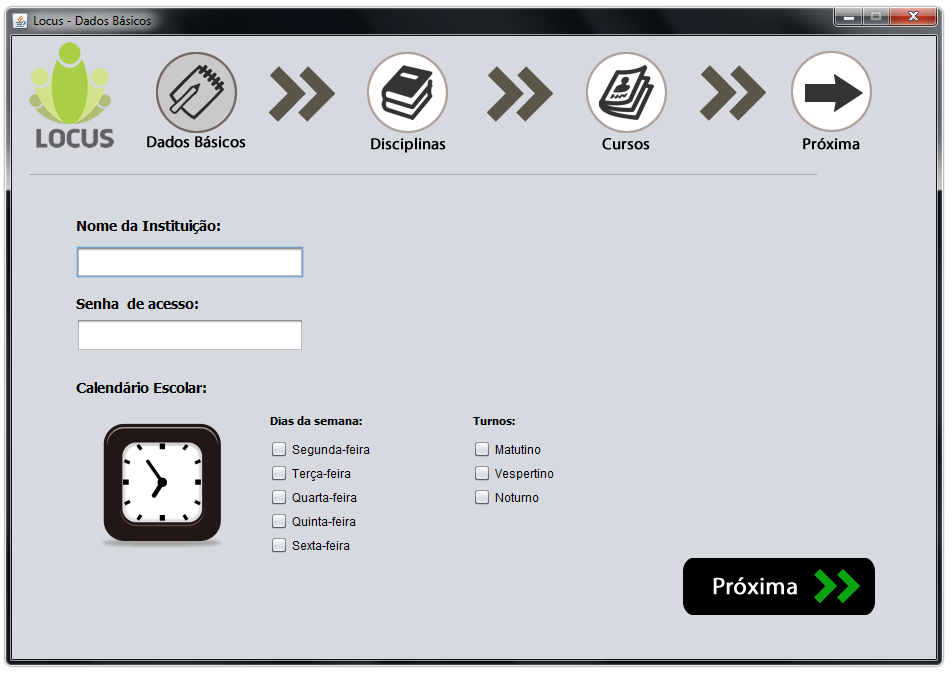 Locus - Dados Básicos
LOCUS
Dados Básicos
Disciplinas
Cursos
Próxima
Nome da Instituição:
Senha  de acesso:
Calendário Escolar:
Dias da semana:
Segunda-feira
Terça-feira
Quarta-feira
Quinta-feira
Sexta-feira
Turnos:
Matutino
Vespertino
Noturno
Próxima